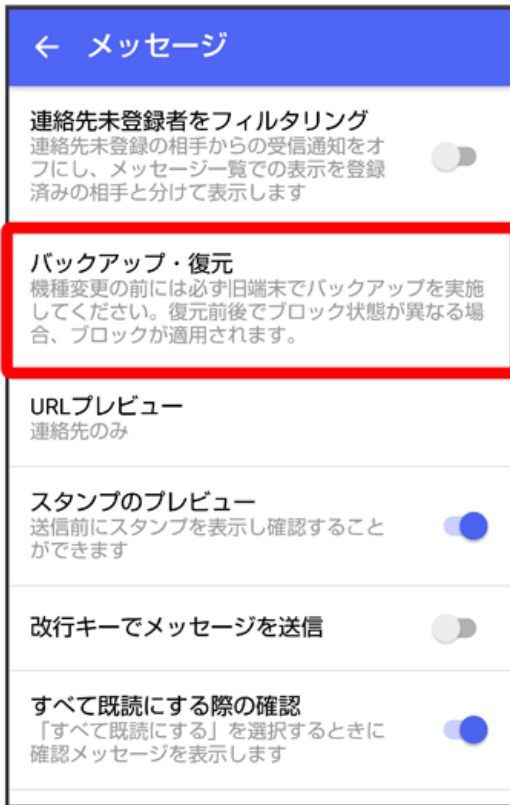 ← メッセージ
連絡先未登録者をフィルタリング
連絡先未登録の相手からの受信通知をオ
フにし、メッセージ一覧での表示を登録
済みの相手と分けて表示します
バックアップ・復元
機種変更の前には必ず旧端末でバックアップを実施
してください。復元前後でブロック状態が異なる場
合、ブロックが適用されます。
URLプレビュー
連絡先のみ
スタンプのプレビュー
送信前にスタンプを表示し確認すること
ができます
改行キーでメッセージを送信
すべて既読にする際の確認
「すべて既読にする」を選択するときに
確認メッセージを表示します